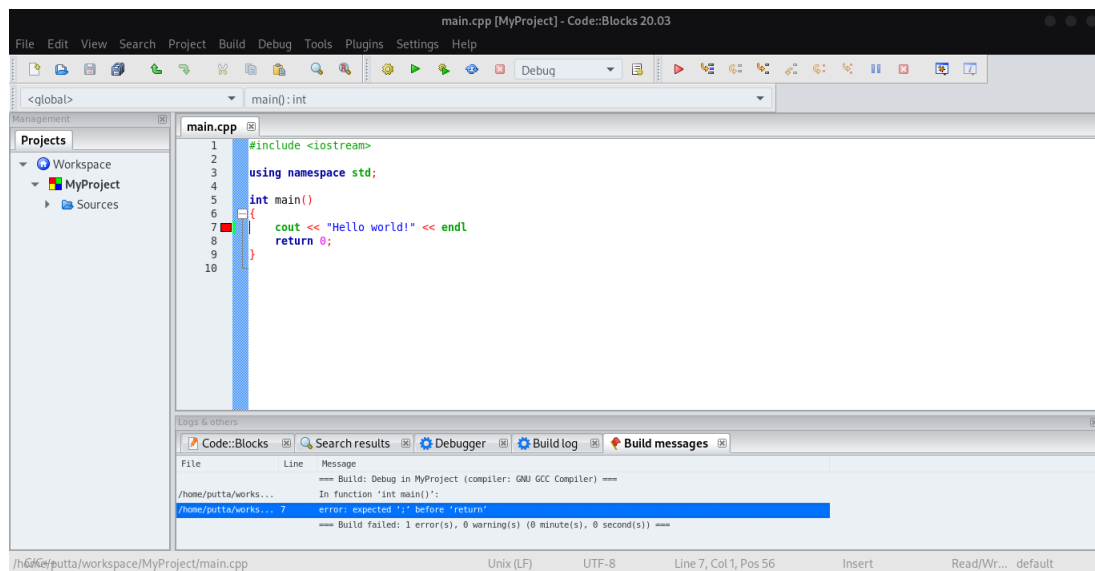 main.cpp [MyProject] - Code::Blocks 20.03
File Edit View Search Project Build Debug Tools Plugins Settings Help
Debug
<global> main() : int
Management
Projects
Workspace
MyProject
Sources
main.cpp
1 #include <iostream>
2
3 using namespace std;
4
5 int main()
6 {
7 cout << "Hello world!" << endl
8 return 0;
9 }
10
Logs & others
Code::Blocks Search results Debugger Build log Build messages
File Line Message
=== Build: Debug in MyProject (compiler: GNU GCC Compiler) ===
/home/putta/works... In function ‘int main()’:
/home/putta/works... 7 error: expected ‘;’ before ‘return’
=== Build failed: 1 error(s), 0 warning(s) (0 minute(s), 0 second(s)) ===
/home/putta/workspace/MyProject/main.cpp C/C++ Unix (LF) UTF-8 Line 7, Col 1, Pos 56 Insert Read/Wr... default